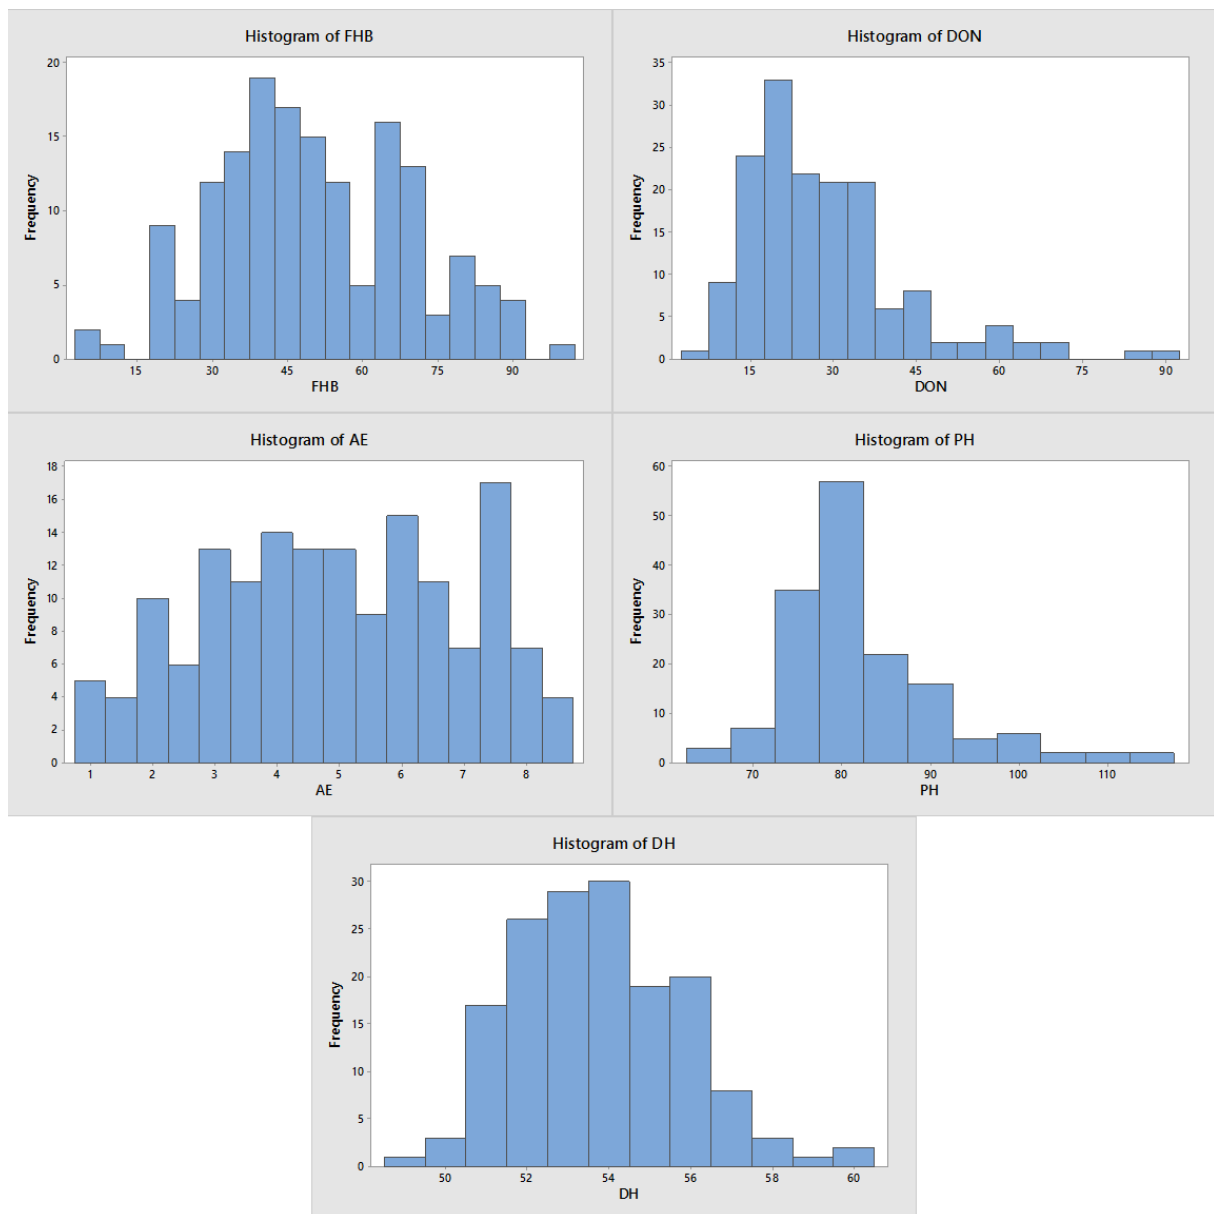 Histogram of FHB
20
15
10
5
0
Frequency
15 30 45 60 75 90
FHB
Histogram of DON
35
30
25
20
15
10
5
0
Frequency
15 30 45 60 75 90
DON
Histogram of AE
18
16
14
12
10
8
6
4
2
0
Frequency
1 2 3 4 5 6 7 8
AE
Histogram of PH
60
50
40
30
20
10
0
Frequency
70 80 90 100 110
PH
Histogram of DH
30
25
20
15
10
5
0
Frequency
50 52 54 56 58 60
DH